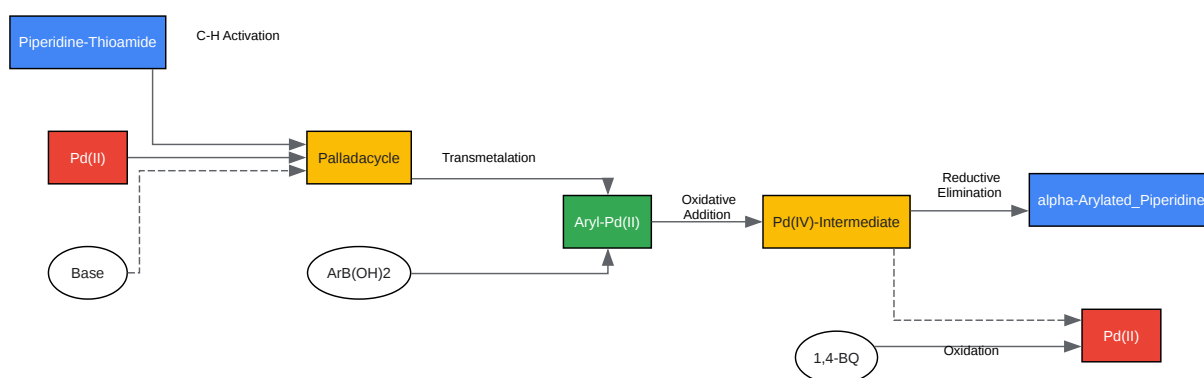 Piperidine-Thioamide
C-H Activation
Pd(II)
Palladacycle
Transmetalation
Base
ArB(OH)2
Aryl-Pd(II)
Oxidative
Addition
Pd(IV)-Intermediate
Reductive
Elimination
alpha-Arylated_Piperidine
1,4-BQ
Oxidation
Pd(II)